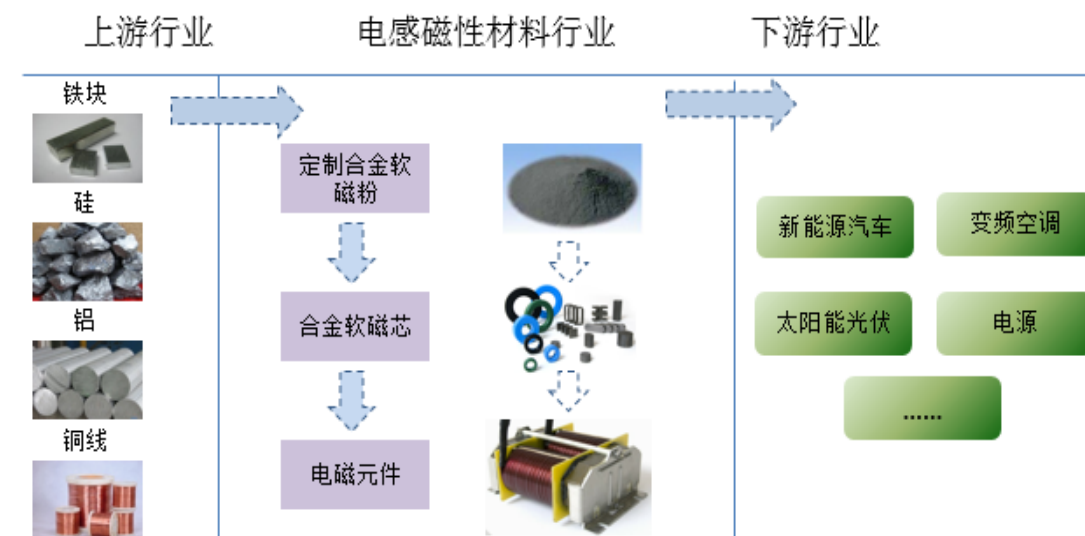 上游行业
电感磁性材料行业
下游行业
铁块
硅
铝
铜线
定制合金软
磁粉
合金软磁芯
电磁元件
新能源汽车
变频空调
太阳能光伏
电源
......